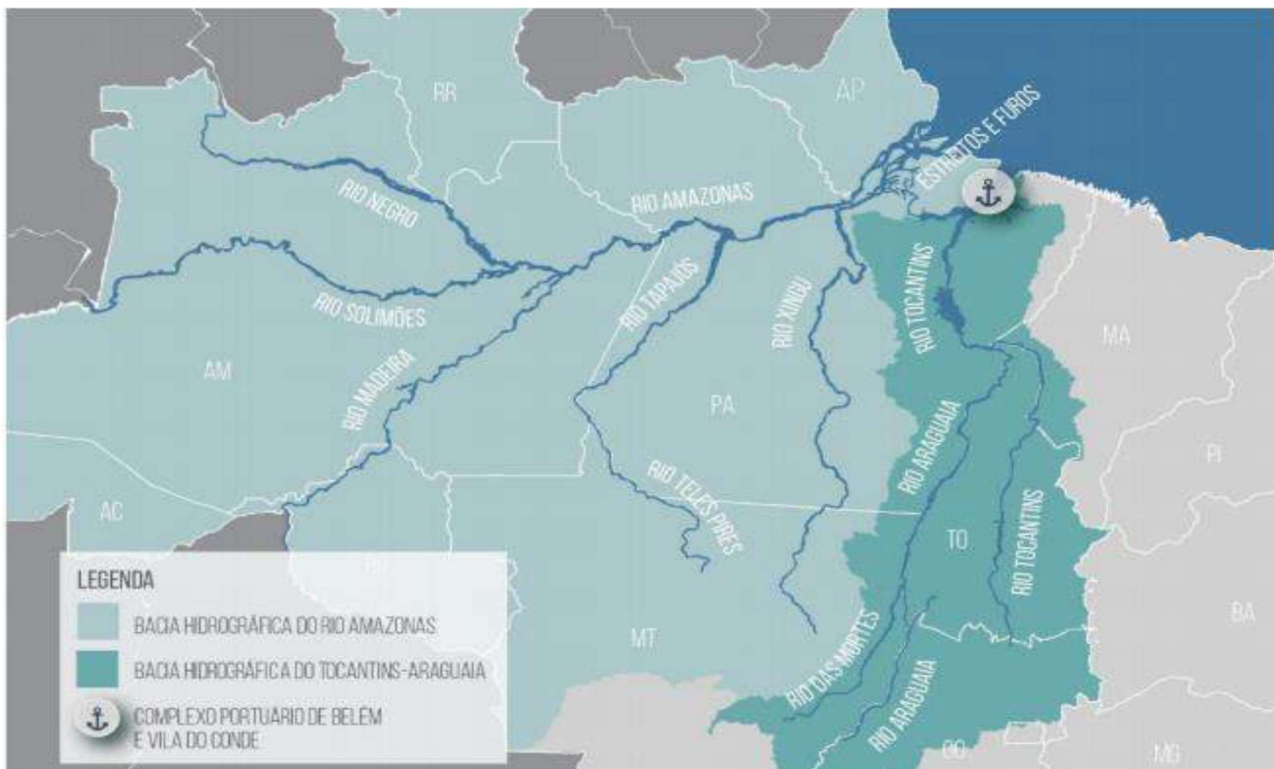 RR
AP
ESTREITOS E FUROS
RIO NEGRO
RIO AMAZONAS
RIO SOLIMÕES
RIO TAPAJÓS
RIO XINGU
RIO TOCANTINS
MA
AM
RIO MADEIRA
PA
RIO ARAGUAIA
PI
RIO TELES PIRES
AC
TO
RIO TOCANTINS
BA
MT
RIO DAS MORTES
RIO ARAGUAIA
GO
MG
LEGENDA
BACIA HIDROGRÁFICA DO RIO AMAZONAS
BACIA HIDROGRÁFICA DO TOCANTINS-ARAGUAIA
COMPLEXO PORTUÁRIO DE BELÉM
E VILA DO CONDE